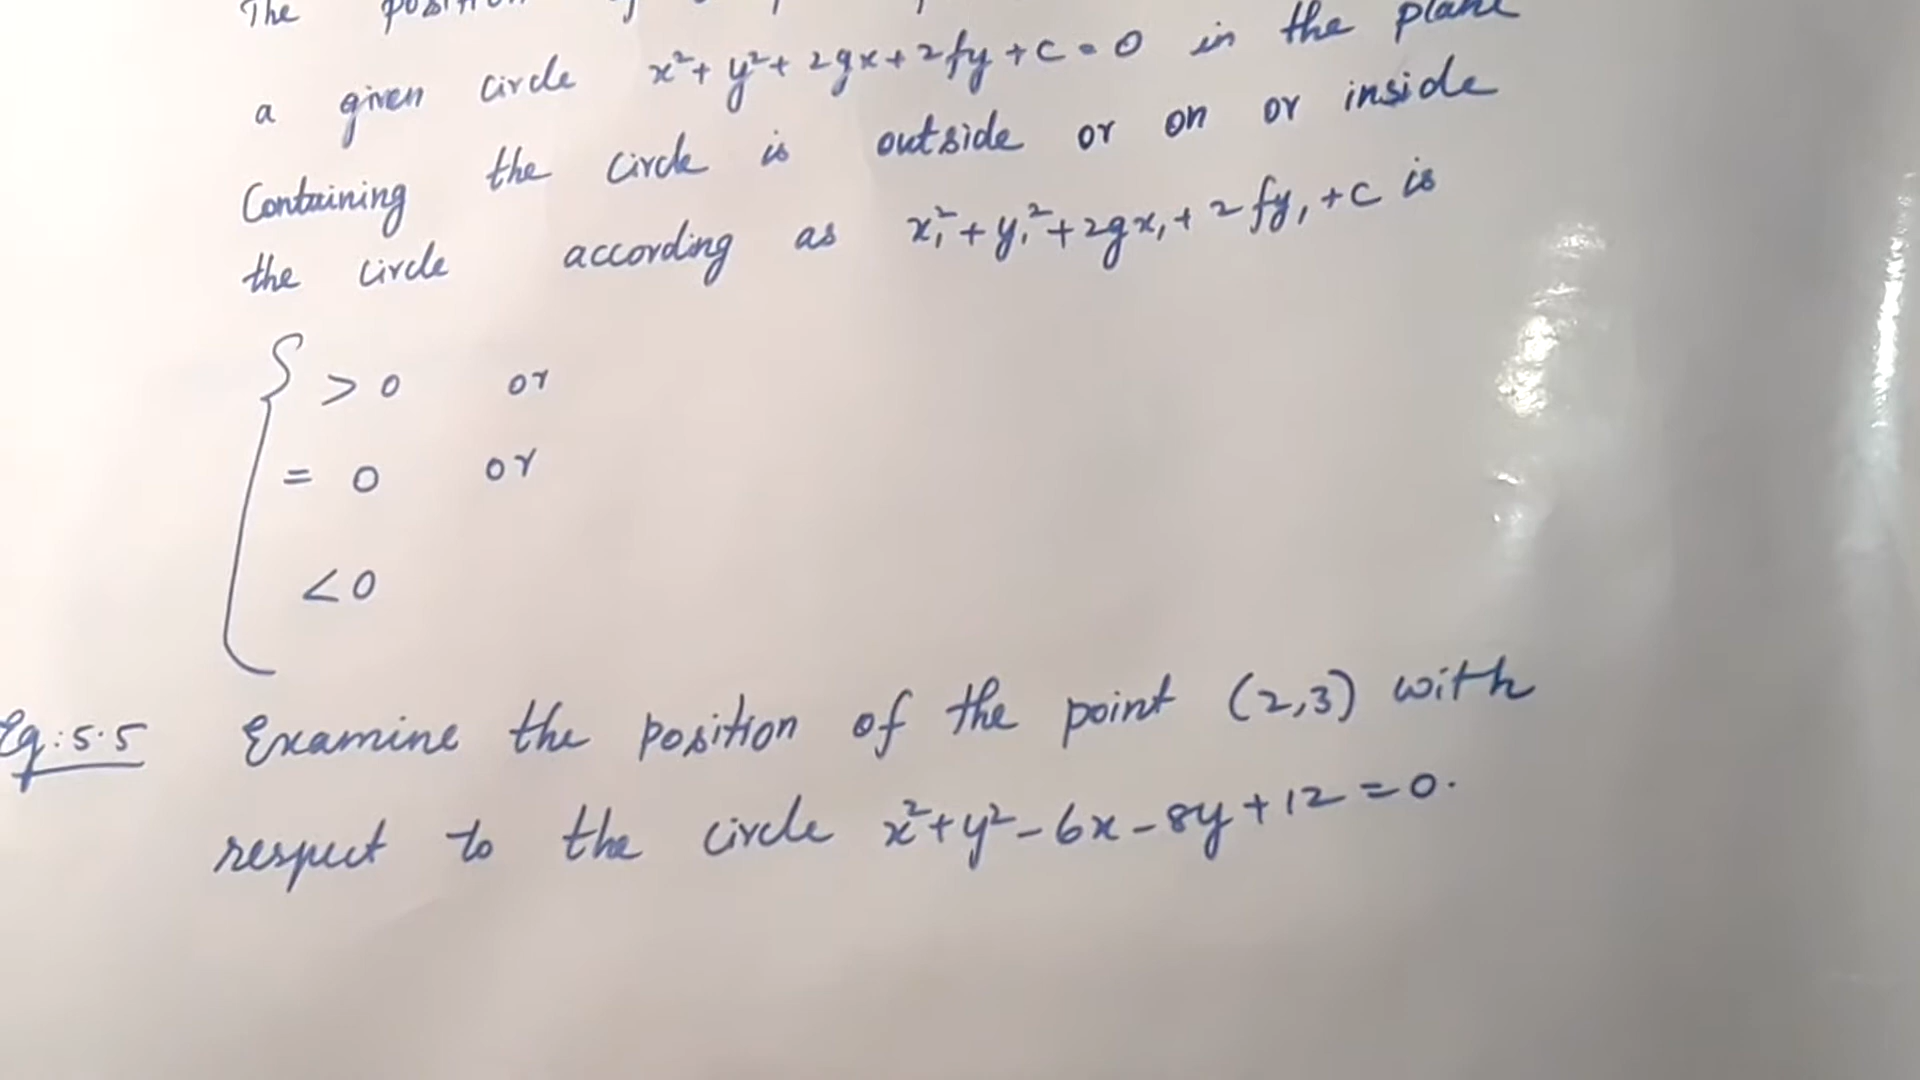 The position
a given circle x²+ y²+ 2gx+2fy+c=0 in the plane
Containing the circle is outside or on or inside
the circle according as x₁²+y₁²+2gx₁+2fy₁+c is
{ >0 or
= 0 or
<0
Eg:5.5 Examine the position of the point (2,3) with
respect to the circle x²+y²-6x-8y+12=0.